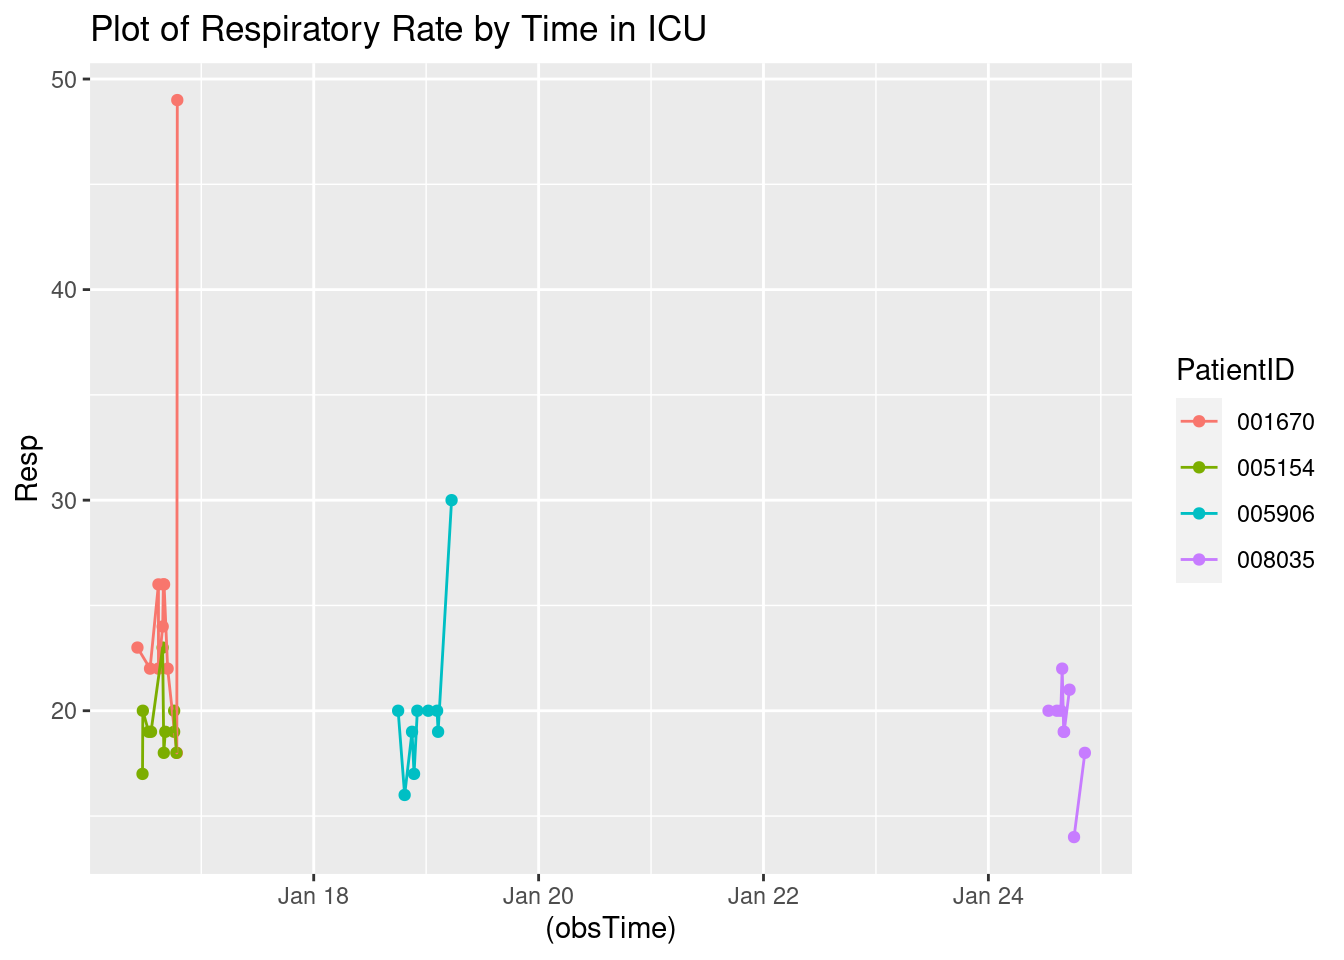 Plot of Respiratory Rate by Time in ICU
50
40
30
20
Resp
Jan 18
Jan 20
Jan 22
Jan 24
(obsTime)
PatientID
001670
005154
005906
008035